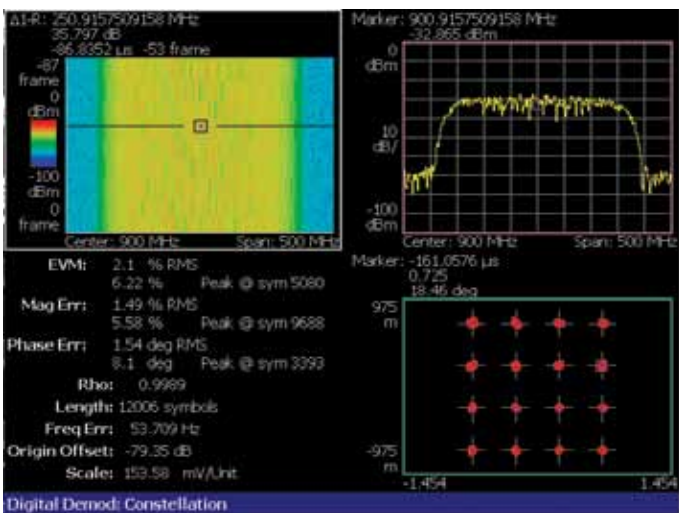 Δ1-R: 250.9157509158 MHz
35.797 dB
-86.8352 µs -53 frame
-87
frame
0
dBm
-100
dBm
0
frame
Center: 900 MHz Span: 500 MHz
Marker: 900.9157509158 MHz
-32.865 dBm
0
dBm
10
dB/
-100
dBm
Center: 900 MHz Span: 500 MHz
EVM: 2.1 % RMS
6.22 % Peak @ sym 5080
Mag Err: 1.49 % RMS
5.58 % Peak @ sym 9688
Phase Err: 1.54 deg RMS
8.1 deg Peak @ sym 3393
Rho: 0.9989
Length: 12006 symbols
Freq Err: 53.709 Hz
Origin Offset: -79.35 dB
Scale: 153.58 mV/Unit
Marker: -161.0576 µs
0.725
18.46 deg
975
m
-975
m
-1.454 1.454
Digital Demod: Constellation